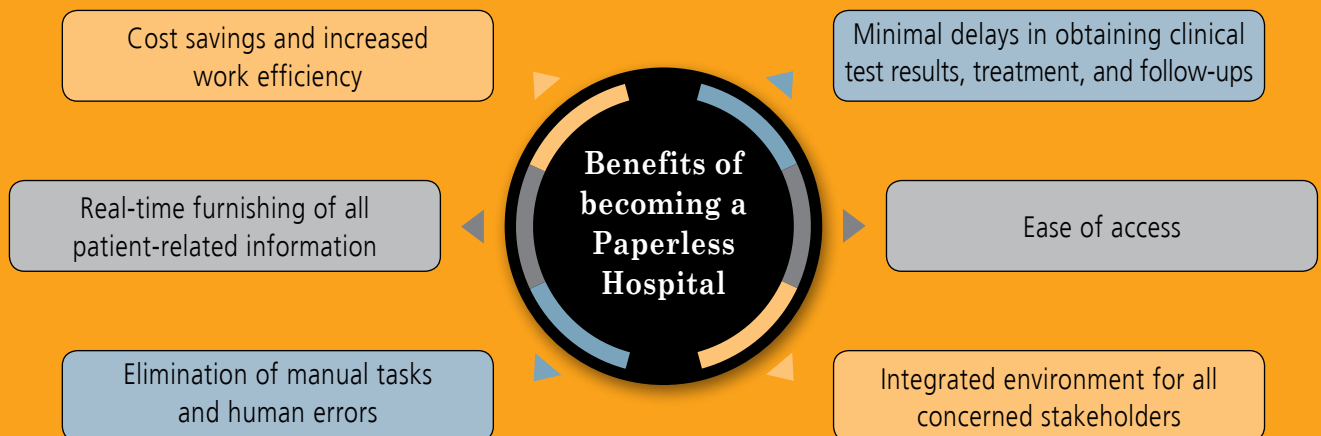 Cost savings and increased
work efficiency
Minimal delays in obtaining clinical
test results, treatment, and follow-ups
Benefits of
becoming a
Paperless
Hospital
Real-time furnishing of all
patient-related information
Ease of access
Elimination of manual tasks
and human errors
Integrated environment for all
concerned stakeholders